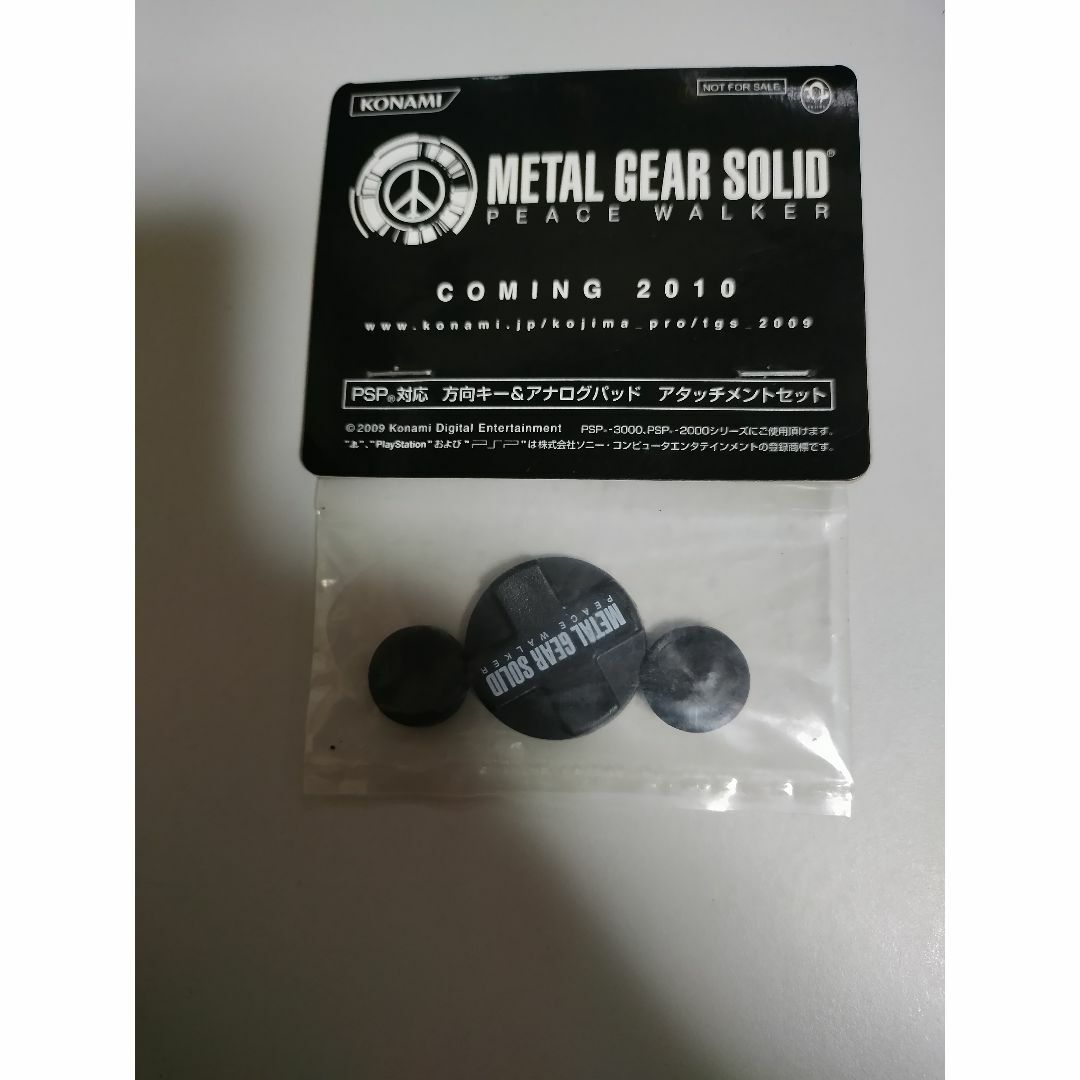 KONAMI
NOT FOR SALE
METAL GEAR SOLID®
PEACE WALKER
COMING 2010
www.konami.jp/kojima_pro/tgs_2009
PSP®対応 方向キー&アナログパッド アタッチメントセット
©2009 Konami Digital Entertainment PSP®-3000、PSP®-2000シリーズにご使用頂けます。
"、"PlayStation"および"PSP"は株式会社ソニー・コンピュータエンタテインメントの登録商標です。
METAL GEAR SOLID
PEACE WALKER